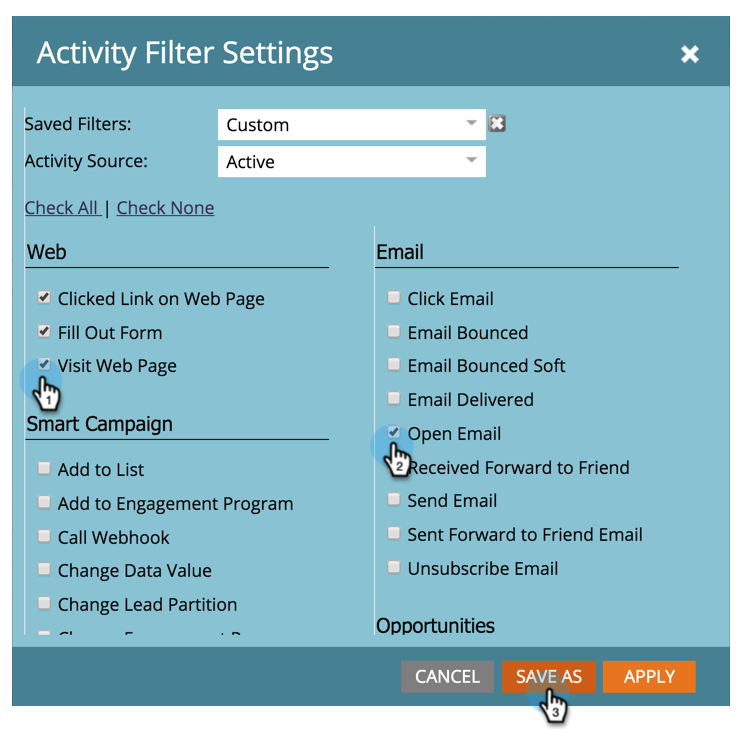 Activity Filter Settings
Saved Filters: Custom
Activity Source: Active
Check All | Check None
Web
Clicked Link on Web Page
Fill Out Form
Visit Web Page
1
Smart Campaign
Add to List
Add to Engagement Program
Call Webhook
Change Data Value
Change Lead Partition
Email
Click Email
Email Bounced
Email Bounced Soft
Email Delivered
Open Email
2
Received Forward to Friend
Send Email
Sent Forward to Friend Email
Unsubscribe Email
Opportunities
CANCEL SAVE AS APPLY
3